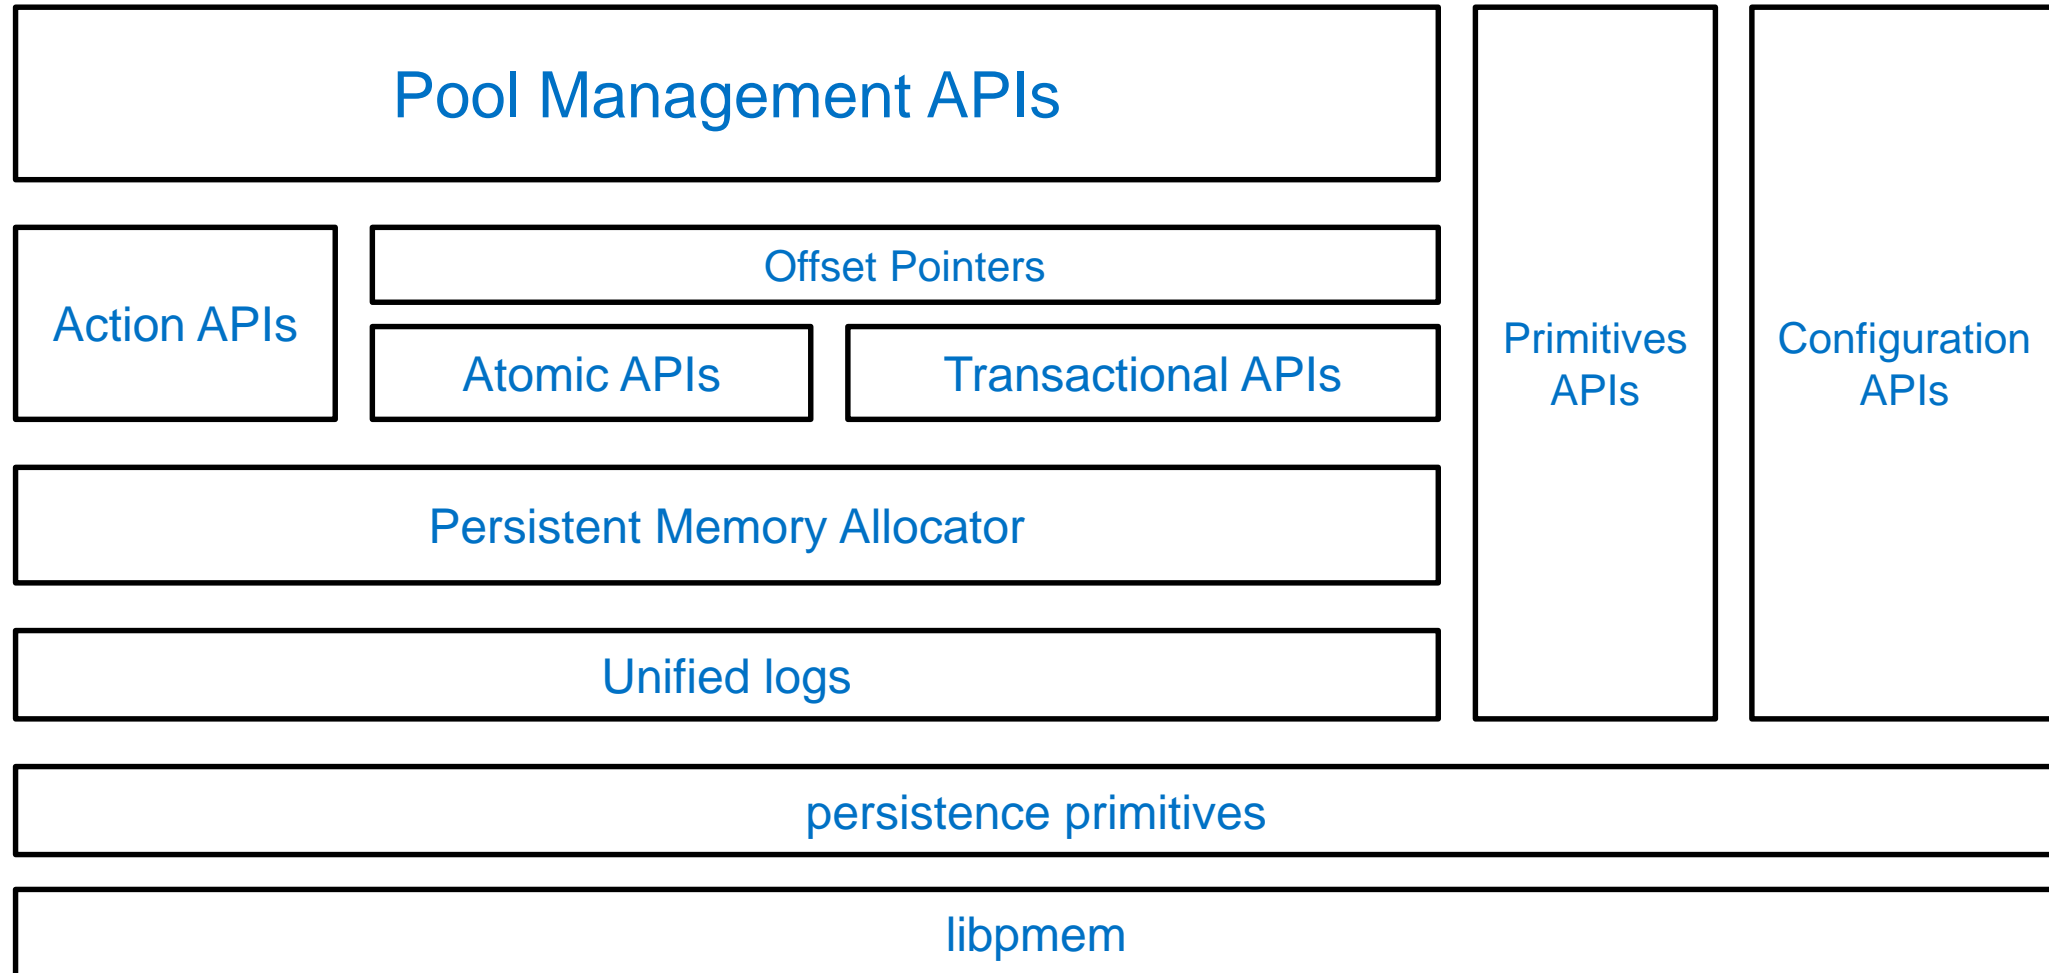 Pool Management APIs
Action APIs
Offset Pointers
Atomic APIs
Transactional APIs
Primitives
APIs
Configuration
APIs
Persistent Memory Allocator
Unified logs
persistence primitives
libpmem